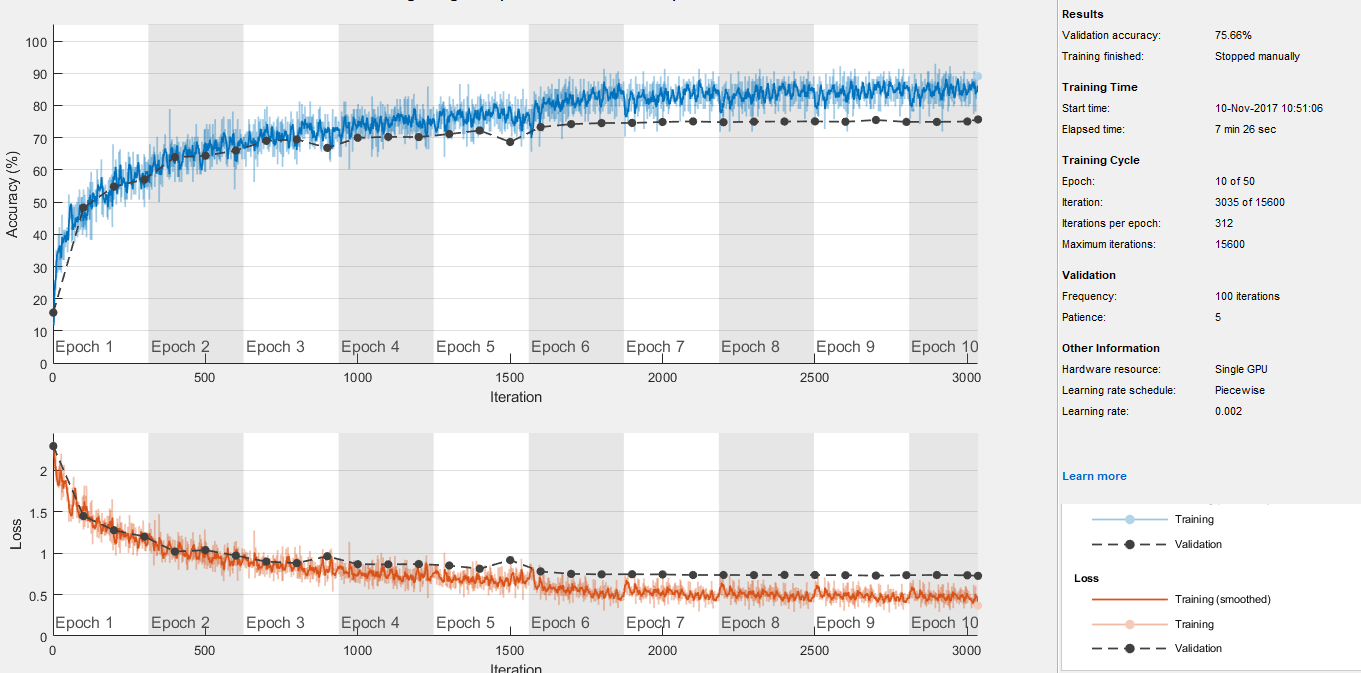 100
90
80
70
60
50
40
30
20
10
0
Accuracy (%)
Epoch 1 Epoch 2 Epoch 3 Epoch 4 Epoch 5 Epoch 6 Epoch 7 Epoch 8 Epoch 9 Epoch 10
0 500 1000 1500 2000 2500 3000
Iteration
2
1.5
1
0.5
0
Loss
Epoch 1 Epoch 2 Epoch 3 Epoch 4 Epoch 5 Epoch 6 Epoch 7 Epoch 8 Epoch 9 Epoch 10
0 500 1000 1500 2000 2500 3000
Iteration
Results
Validation accuracy: 75.66%
Training finished: Stopped manually
Training Time
Start time: 10-Nov-2017 10:51:06
Elapsed time: 7 min 26 sec
Training Cycle
Epoch: 10 of 50
Iteration: 3035 of 15600
Iterations per epoch: 312
Maximum iterations: 15600
Validation
Frequency: 100 iterations
Patience: 5
Other Information
Hardware resource: Single GPU
Learning rate schedule: Piecewise
Learning rate: 0.002
Learn more
Training
Validation
Loss
Training (smoothed)
Training
Validation